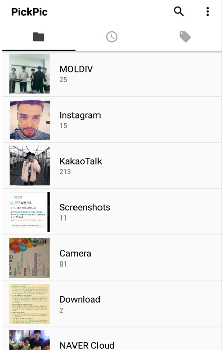 PickPic
MOLDIV
25
Instagram
15
KakaoTalk
213
Screenshots
11
Camera
81
Download
2
NAVER Cloud